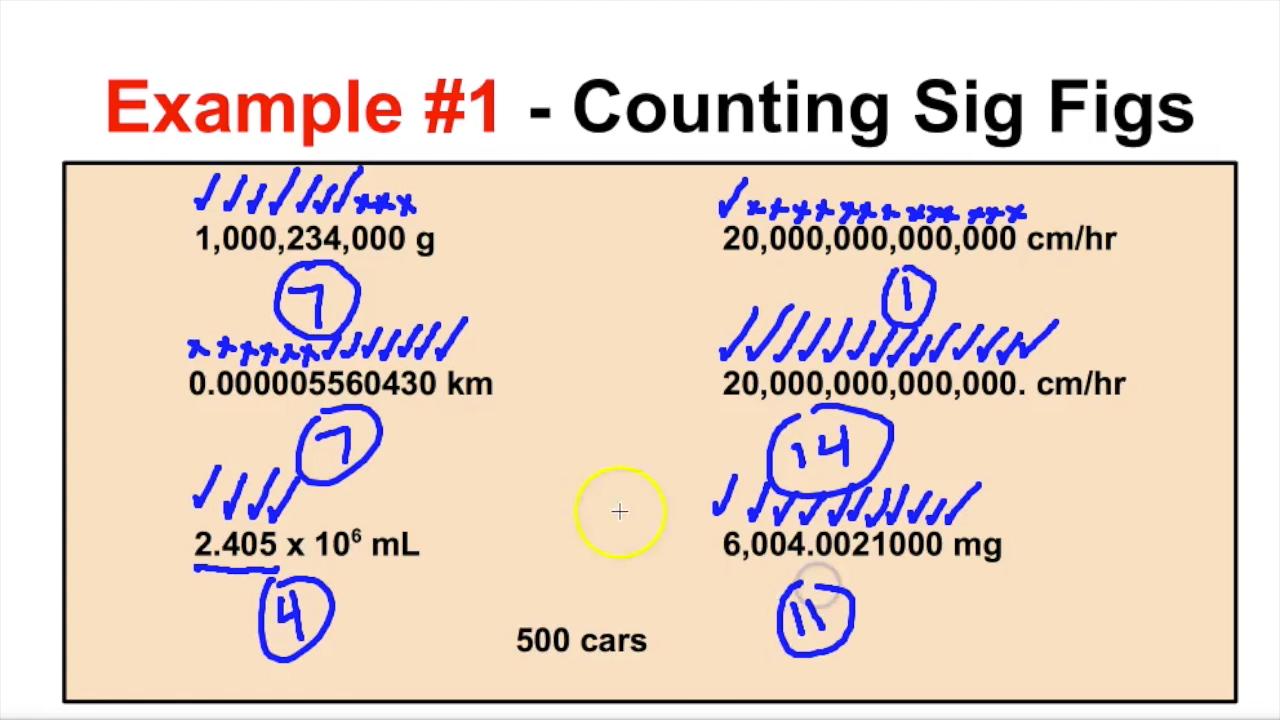 Example #1 - Counting Sig Figs
1,000,234,000 g
7
0.000005560430 km
7
2.405 x 10⁶ mL
4
20,000,000,000,000 cm/hr
1
20,000,000,000,000. cm/hr
14
6,004.0021000 mg
11
500 cars